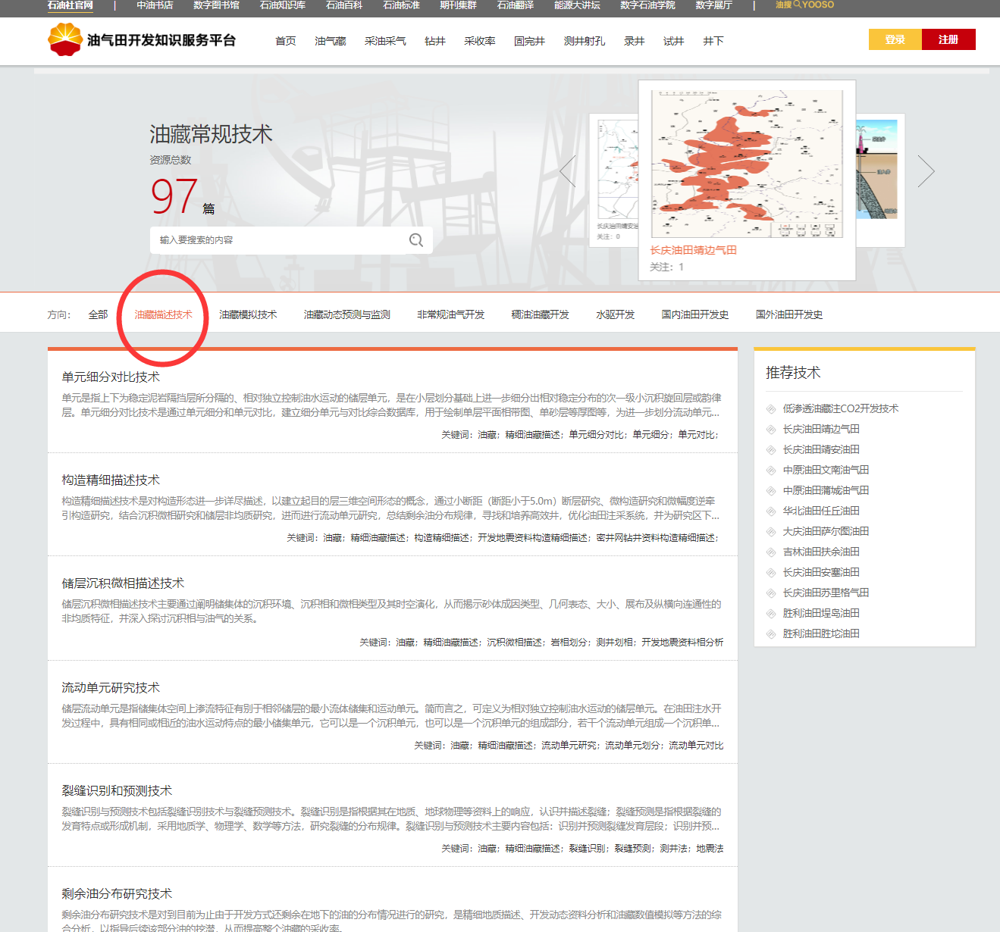 石油社官网 | 中油书店 数字图书馆 石油知识库 石油百科 石油标准 期刊集群 石油翻译 能源大讲坛 数字石油学院 数字展厅 | 油搜YOOSO
油气田开发知识服务平台 首页 油气藏 采油采气 钻井 采收率 固完井 测井射孔 录井 试井 井下 登录 注册
油藏常规技术
资源总数
97 篇
输入要搜索的内容
长庆油田靖安
关注：0
长庆油田靖边气田
关注：1
方向： 全部 油藏描述技术 油藏模拟技术 油藏动态预测与监测 非常规油气开发 稠油油藏开发 水驱开发 国内油田开发史 国外油田开发史
单元细分对比技术
单元是指上下为稳定泥岩隔挡层所分隔的、相对独立控制油水运动的储层单元，是在小层划分基础上进一步细分出相对稳定分布的次一级小沉积旋回层或韵律
层。单元细分对比技术是通过单元细分和单元对比，建立细分单元与对比综合数据库，用于绘制单层平面相带图、单砂层等厚图等，为进一步划分流动单元...
关键词：油藏；精细油藏描述；单元细分对比；单元细分；单元对比；
构造精细描述技术
构造精细描述技术是对构造形态进一步详尽描述，以建立起目的层三维空间形态的概念，通过小断距（断距小于5.0m）断层研究、微构造研究和微幅度逆牵
引构造研究，结合沉积微相研究和储层非均质研究，进而进行流动单元研究，总结剩余油分布规律，寻找和培养高效井，优化油田注采系统，并为研究区下...
关键词：油藏；精细油藏描述；构造精细描述；开发地震资料构造精细描述；密井网钻井资料构造精细描述；
储层沉积微相描述技术
储层沉积微相描述技术主要通过阐明储集体的沉积环境、沉积相和微相类型及其时空演化，从而揭示砂体成因类型、几何表态、大小、展布及纵横向连通性的
非均质特征，并深入探讨沉积相与油气的关系。
关键词：油藏；精细油藏描述；沉积微相描述；岩相划分；测井划相；开发地震资料相分析
流动单元研究技术
储层流动单元是指储集体空间上渗流特征有别于相邻储层的最小流体储集和运动单元。简而言之，可定义为相对独立控制油水运动的储层单元。在油田注水开
发过程中，具有相同或相近的油水运动特点的最小储集单元，它可以是一个沉积单元，也可以是一个沉积单元的组成部分，若干个流动单元组成一个沉积单...
关键词：油藏；精细油藏描述；流动单元研究；流动单元划分；流动单元对比
裂缝识别和预测技术
裂缝识别与预测技术包括裂缝识别技术与裂缝预测技术。裂缝识别是指根据其在地质、地球物理等资料上的响应，认识并描述裂缝；裂缝预测是指根据裂缝的
发育特点或形成机制，采用地质学、物理学、数学等方法，研究裂缝的分布规律。裂缝识别与预测技术主要内容包括：识别并预测裂缝发育层段；识别并预...
关键词：油藏；精细油藏描述；裂缝识别；裂缝预测；测井法；地震法
剩余油分布研究技术
剩余油分布研究技术是对到目前为止由于开发方式还剩余在地下的油的分布情况进行的研究，是精细地质描述、开发动态资料分析和油藏数值模拟等方法的综
合分析，以指导后续该部分油的挖潜，从而提高整个油藏的采收率。
推荐技术
低渗透油藏注CO2开发技术
长庆油田靖边气田
长庆油田靖安油田
中原油田文南油气田
中原油田蒲城油气田
华北油田任丘油田
大庆油田萨尔图油田
吉林油田扶余油田
长庆油田安塞油田
长庆油田苏里格气田
胜利油田埕岛油田
胜利油田胜坨油田